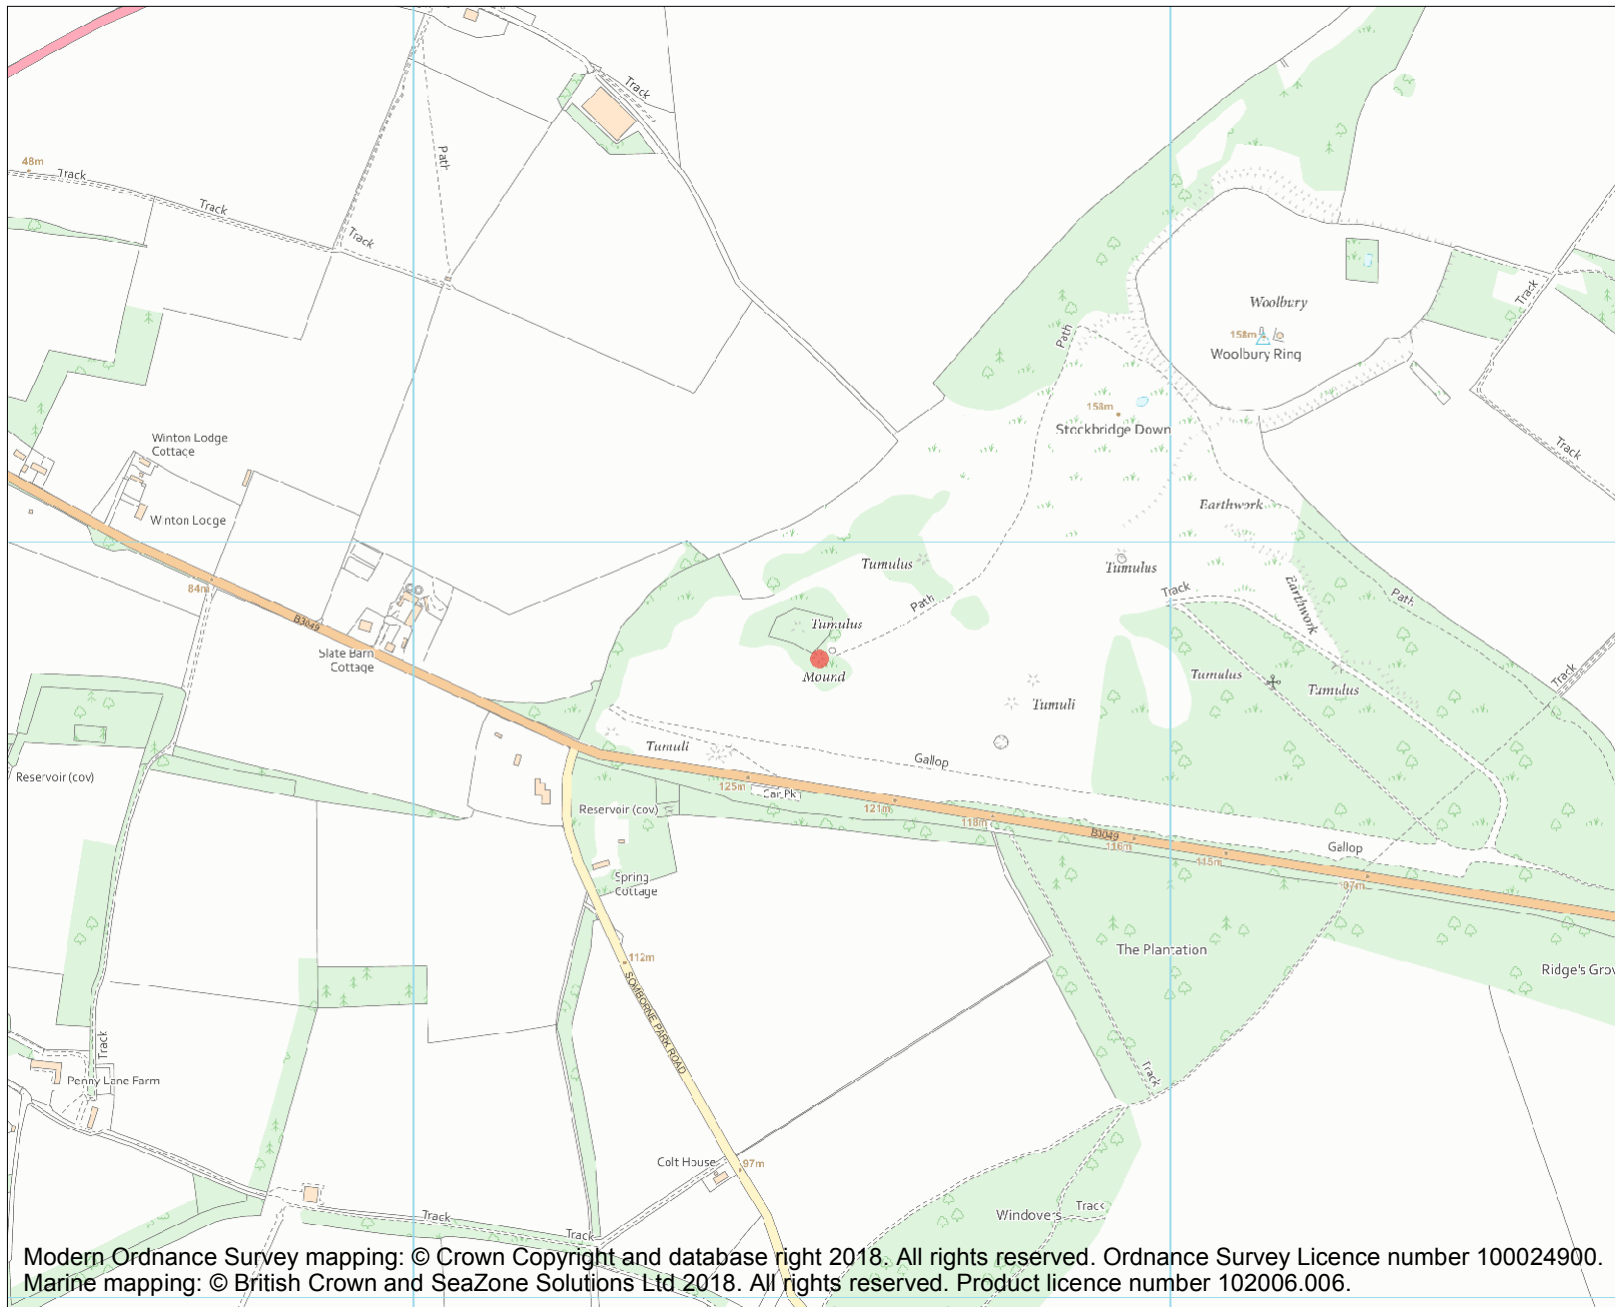 Track
Path
48m
Track
Track
Track
Woolbury
158m
Woolbury Ring
Track
Path
158m
Stockbridge Down
Track
Winton Lodge
Cottage
Winton Lodge
Earthwork
84m
B3049
Tumulus
Tumulus
Track
Earthwork
Path
Path
Slate Barn
Cottage
Tumulus
Mound
Tumulus
Tumulus
Track
Tumuli
Tumuli
Gallop
Reservoir (cov)
125m
Car Pk
121m
Reservoir (cov)
118m
B3049
116m
115m
Gallop
97m
Spring
Cottage
The Plantation
112m
Ridge's Grov
SOMBORNE PARK ROAD
Track
Penny Lane Farm
Track
Colt House
97m
Windovers
Track
Track
Track
Modern Ordnance Survey mapping: © Crown Copyright and database right 2018. All rights reserved. Ordnance Survey Licence number 100024900.
Marine mapping: © British Crown and SeaZone Solutions Ltd 2018. All rights reserved. Product licence number 102006.006.